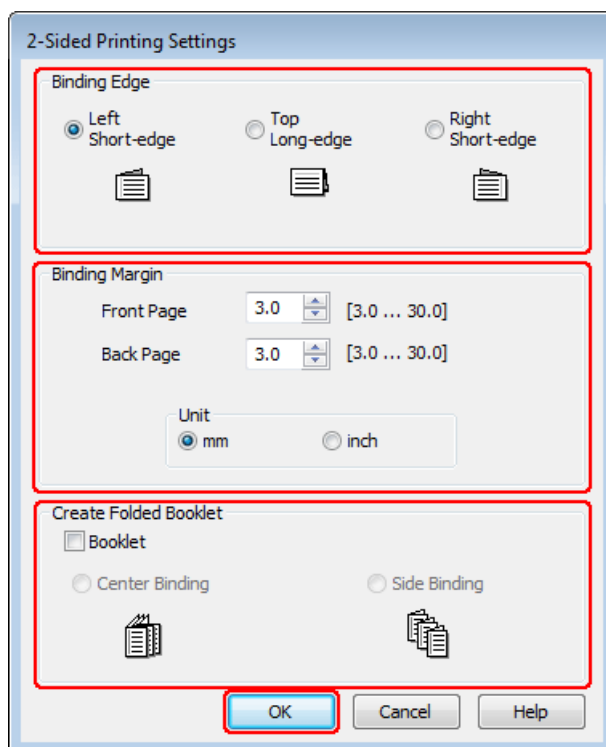 2-Sided Printing Settings
Binding Edge
Left
Short-edge
Top
Long-edge
Right
Short-edge
Binding Margin
Front Page 3.0 [3.0 ... 30.0]
Back Page 3.0 [3.0 ... 30.0]
Unit
mm inch
Create Folded Booklet
Booklet
Center Binding Side Binding
OK Cancel Help